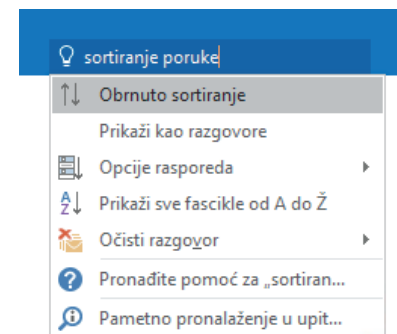 sortiranje poruke
Obrnuto sortiranje
Prikaži kao razgovore
Opcije rasporeda
Prikaži sve fascikle od A do Ž
Očisti razgovor
Pronađite pomoć za „sortiran...
Pametno pronalaženje u upit...